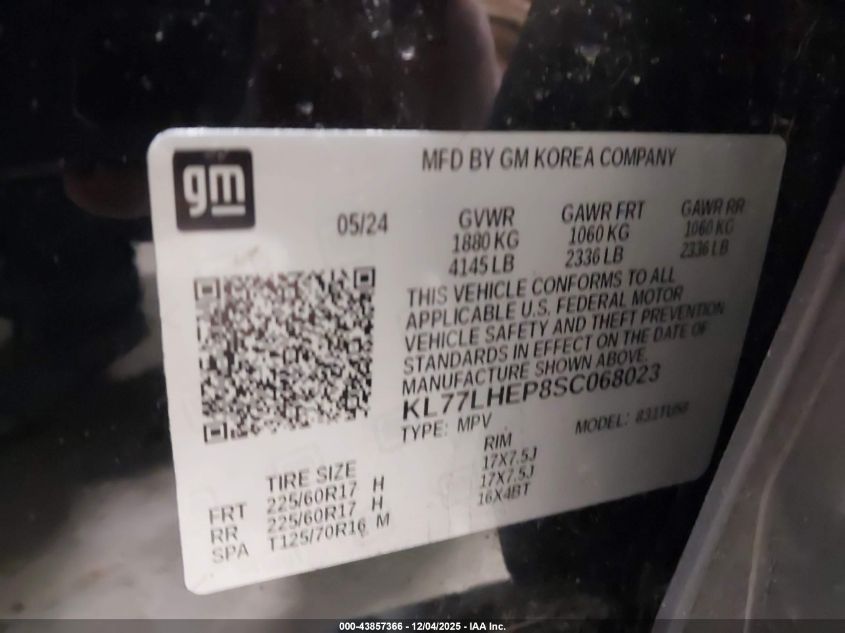 gm
MFD BY GM KOREA COMPANY
05/24
GVWR GAWR FRT GAWR RR
1880 KG 1060 KG 1060 KG
4145 LB 2336 LB 2336 LB
THIS VEHICLE CONFORMS TO ALL
APPLICABLE U.S. FEDERAL MOTOR
VEHICLE SAFETY AND THEFT PREVENTION
STANDARDS IN EFFECT ON THE DATE OF
MANUFACTURE SHOWN ABOVE.
KL77LHEP8SC068023
TYPE: MPV MODEL:
TIRE SIZE RIM
FRT 225/60R17 H 17X7.5J
RR 225/60R17 H 17X7.5J
SPA T125/70R16 M 16X4BT
000-43857366 - 12/04/2025 - IAA Inc.